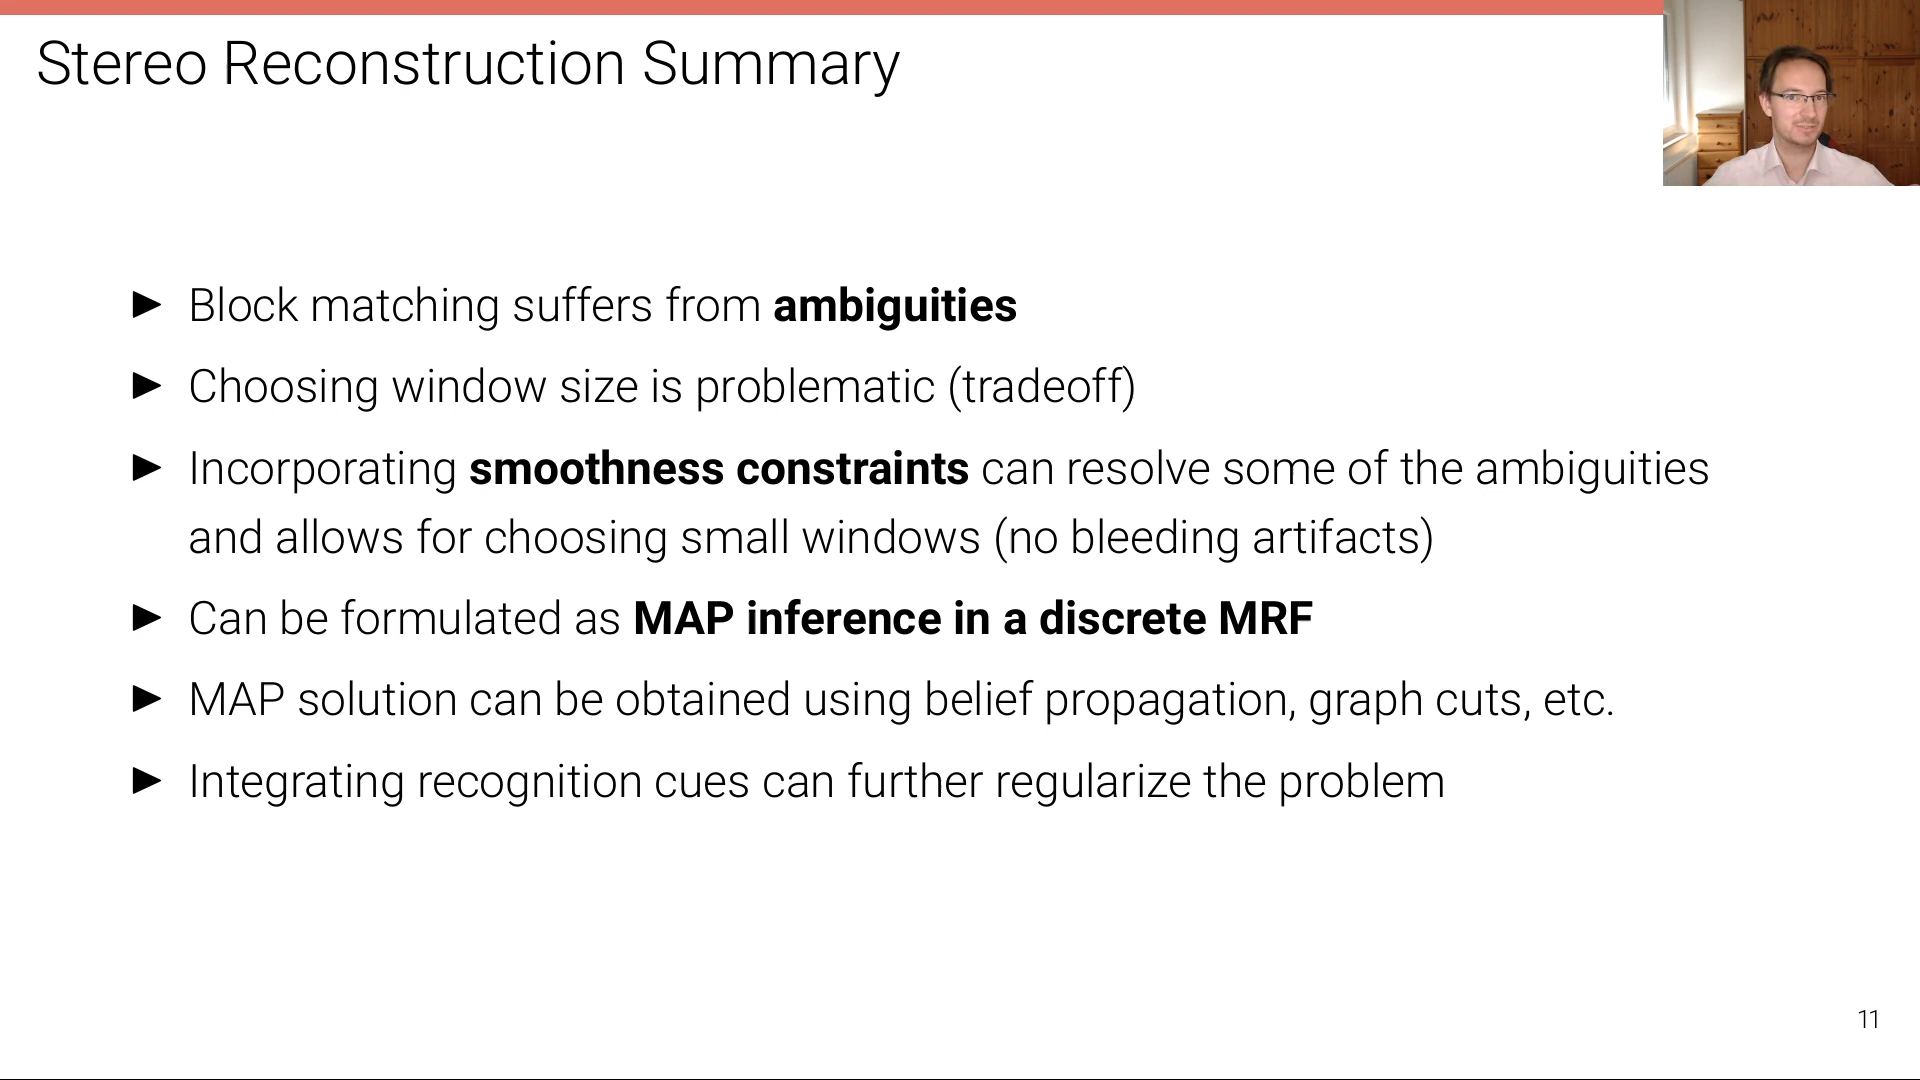 Stereo Reconstruction Summary
► Block matching suffers from ambiguities
► Choosing window size is problematic (tradeoff)
► Incorporating smoothness constraints can resolve some of the ambiguities
and allows for choosing small windows (no bleeding artifacts)
► Can be formulated as MAP inference in a discrete MRF
► MAP solution can be obtained using belief propagation, graph cuts, etc.
► Integrating recognition cues can further regularize the problem
11